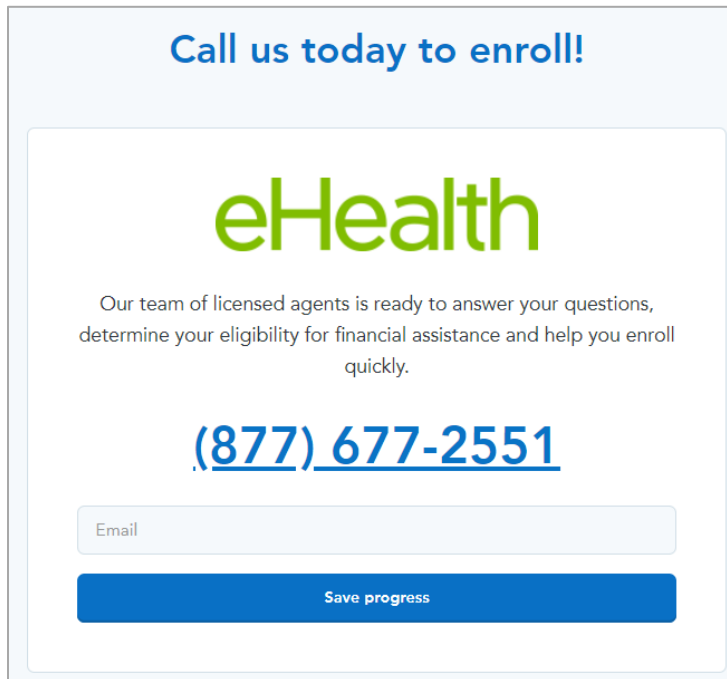 Call us today to enroll!
eHealth
Our team of licensed agents is ready to answer your questions,
determine your eligibility for financial assistance and help you enroll
quickly.
(877) 677-2551
Email
Save progress